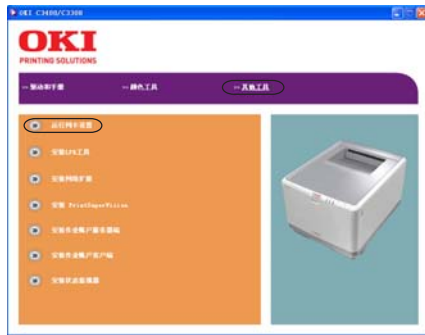 OKI C3400/C3300
OKI
PRINTING SOLUTIONS
驱动和手册
颜色工具
其他工具
运行网卡设置
安装LPR工具
安装网络扩展
安装 PrintSuperVision
安装作业账户服务器端
安装作业账户客户端
安装状态监视器